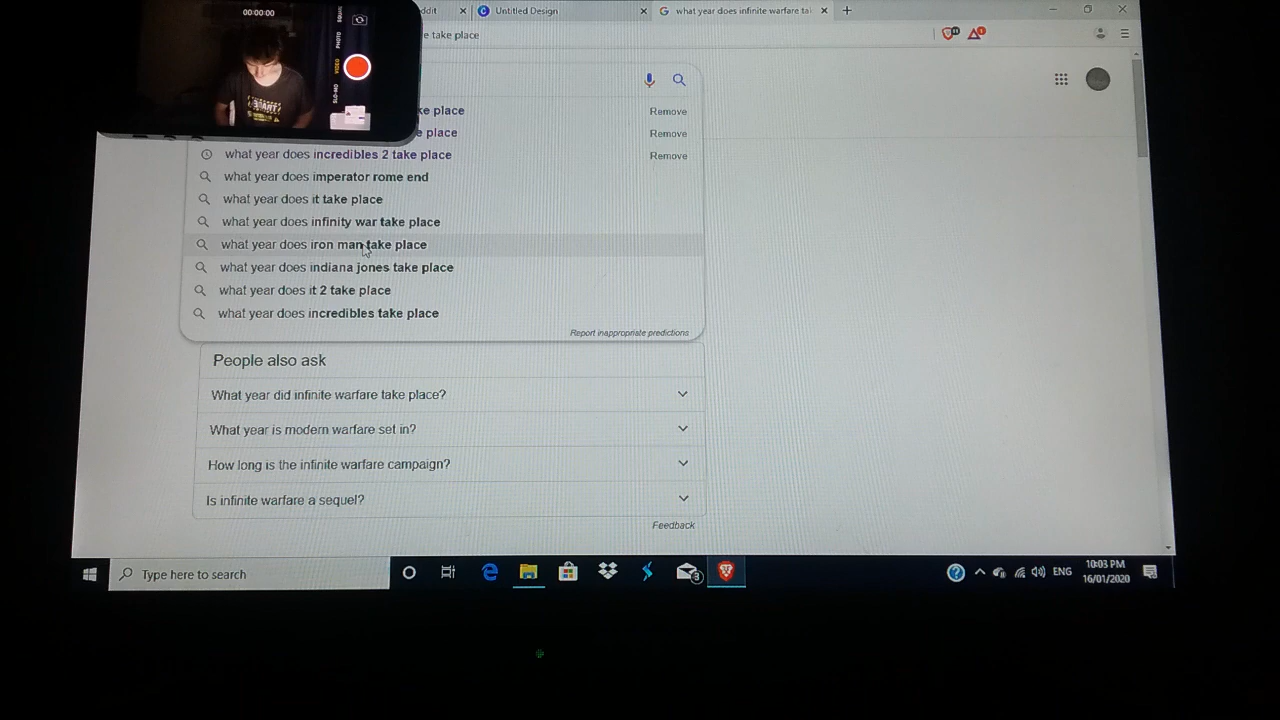 00:00:00
SLO-MO
VIDEO
PHOTO
ddit
Untitled Design
what year does infinite warfare tal
e take place
ke place
Remove
e place
Remove
what year does incredibles 2 take place
Remove
what year does imperator rome end
what year does it take place
what year does infinity war take place
what year does iron man take place
what year does indiana jones take place
what year does it 2 take place
what year does incredibles take place
Report inappropriate predictions
People also ask
What year did infinite warfare take place?
What year is modern warfare set in?
How long is the infinite warfare campaign?
Is infinite warfare a sequel?
Feedback
Type here to search
3
ENG
10:03 PM
16/01/2020